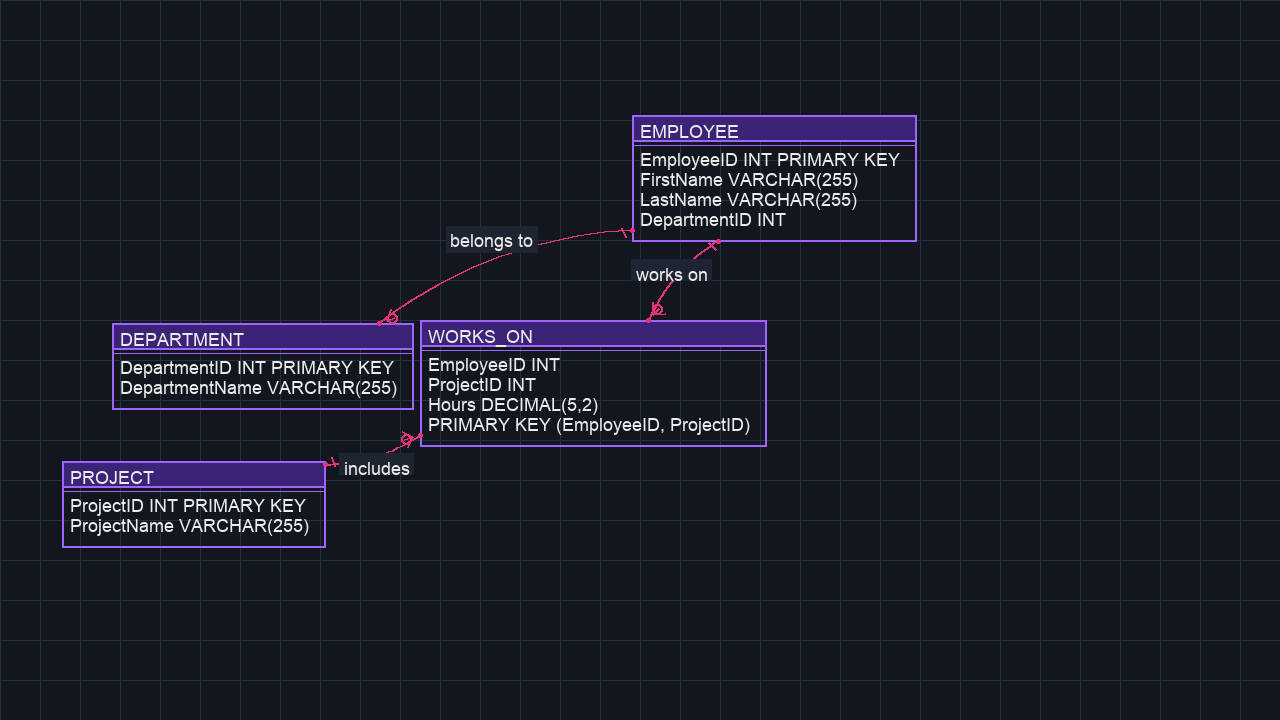 EMPLOYEE
EmployeeID INT PRIMARY KEY
FirstName VARCHAR(255)
LastName VARCHAR(255)
DepartmentID INT
belongs to
works on
DEPARTMENT
DepartmentID INT PRIMARY KEY
DepartmentName VARCHAR(255)
WORKS_ON
EmployeeID INT
ProjectID INT
Hours DECIMAL(5,2)
PRIMARY KEY (EmployeeID, ProjectID)
includes
PROJECT
ProjectID INT PRIMARY KEY
ProjectName VARCHAR(255)